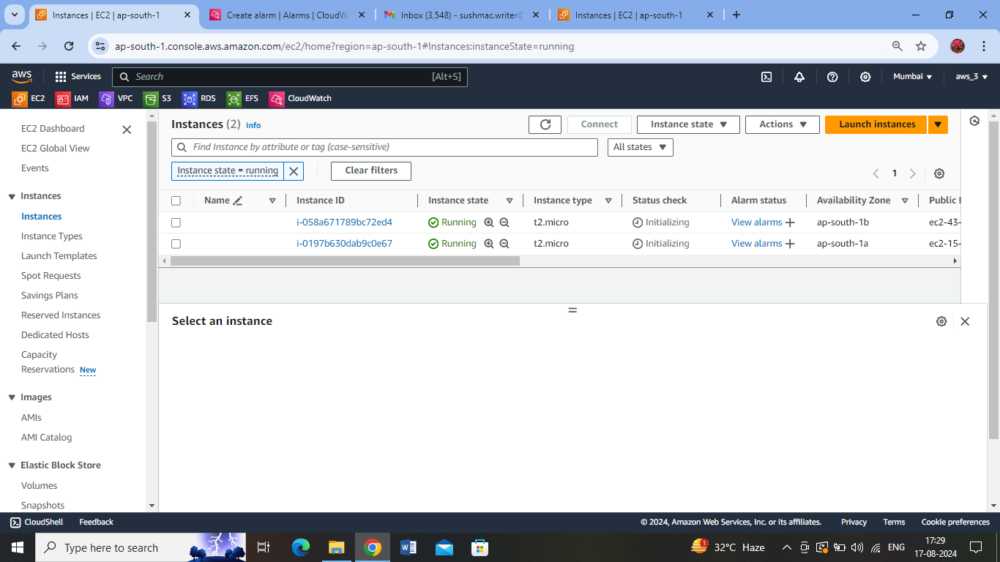 Instances | EC2 | ap-south-1
Create alarm | Alarms | CloudWa
Inbox (3,548) - sushmac.writer@
Instances | EC2 | ap-south-1
ap-south-1.console.aws.amazon.com/ec2/home?region=ap-south-1#Instances:instanceState=running
aws Services Search [Alt+S] Mumbai aws_3
EC2 IAM VPC S3 RDS EFS CloudWatch
EC2 Dashboard
EC2 Global View
Events
Instances
Instances
Instance Types
Launch Templates
Spot Requests
Savings Plans
Reserved Instances
Dedicated Hosts
Capacity
Reservations New
Images
AMIs
AMI Catalog
Elastic Block Store
Volumes
Snapshots
Instances (2) Info Connect Instance state Actions Launch instances
Find Instance by attribute or tag (case-sensitive) All states
Instance state = running Clear filters 1
Name Instance ID Instance state Instance type Status check Alarm status Availability Zone Public I
i-058a671789bc72ed4 Running t2.micro Initializing View alarms ap-south-1b ec2-43-
i-0197b630dab9c0e67 Running t2.micro Initializing View alarms ap-south-1a ec2-15-
Select an instance
CloudShell Feedback © 2024, Amazon Web Services, Inc. or its affiliates. Privacy Terms Cookie preferences
Type here to search 1 32°C Haze ENG 17:29
17-08-2024